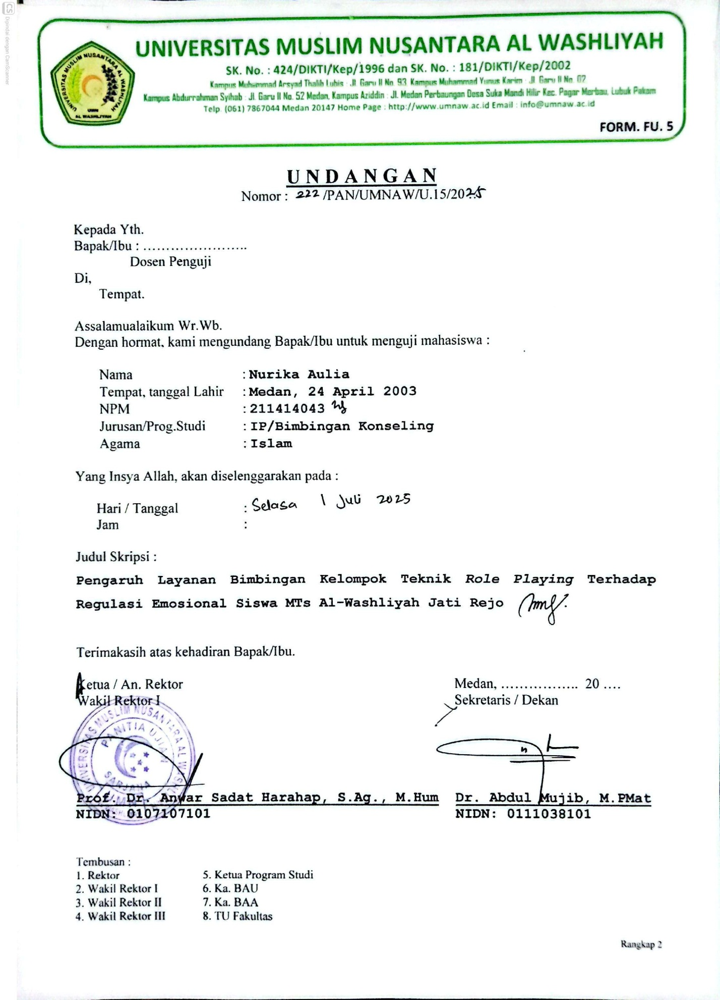 CS Dipindai dengan CamScanner
UNIVERSITAS MUSLIM NUSANTARA AL WASHLIYAH
SK. No. : 424/DIKTI/Kep/1996 dan SK. No. : 181/DIKTI/Kep/2002
Kampus Muhammad Arsyad Thalib Lubis : Jl. Garu II No. 93 Kampus Muhammad Yunus Karim : Jl. Garu II No. 02
Kampus Abdurrahman Syihab : Jl. Garu II No. 52 Medan, Kampus Aziddin : Jl. Medan Perbaungan Desa Suka Mandi Hilir Kec. Pagar Merbau, Lubuk Pakam
Telp. (061) 7867044 Medan 20147 Home Page : http://www.umnaw.ac.id Email : info@umnaw.ac.id
UNIVERSITAS MUSLIM NUSANTARA AL WASHLIYAH
UMN
AL WASHLIYAH
FORM. FU. 5
UNDANGAN
Nomor : 222 /PAN/UMNAW/U.15/2025
Kepada Yth.
Bapak/Ibu : .......................
Dosen Penguji
Di,
Tempat.
Assalamualaikum Wr.Wb.
Dengan hormat, kami mengundang Bapak/Ibu untuk menguji mahasiswa :
Nama : Nurika Aulia
Tempat, tanggal Lahir : Medan, 24 April 2003
NPM : 211414043
Jurusan/Prog.Studi : IP/Bimbingan Konseling
Agama : Islam
Yang Insya Allah, akan diselenggarakan pada :
Hari / Tanggal : Selasa 1 Juli 2025
Jam :
Judul Skripsi :
Pengaruh Layanan Bimbingan Kelompok Teknik Role Playing Terhadap
Regulasi Emosional Siswa MTs Al-Washliyah Jati Rejo
Terimakasih atas kehadiran Bapak/Ibu.
Ketua / An. Rektor
Wakil Rektor I
Medan, ................. 20 ....
Sekretaris / Dekan
UNIVERSITAS MUSLIM NUSANTARA AL WASHLIYAH
PANITIA UJIAN
SARJANA
Prof. Dr. Anwar Sadat Harahap, S.Ag., M.Hum
NIDN: 0107107101
Dr. Abdul Mujib, M.PMat
NIDN: 0111038101
Tembusan :
1. Rektor
2. Wakil Rektor I
3. Wakil Rektor II
4. Wakil Rektor III
5. Ketua Program Studi
6. Ka. BAU
7. Ka. BAA
8. TU Fakultas
Rangkap 2